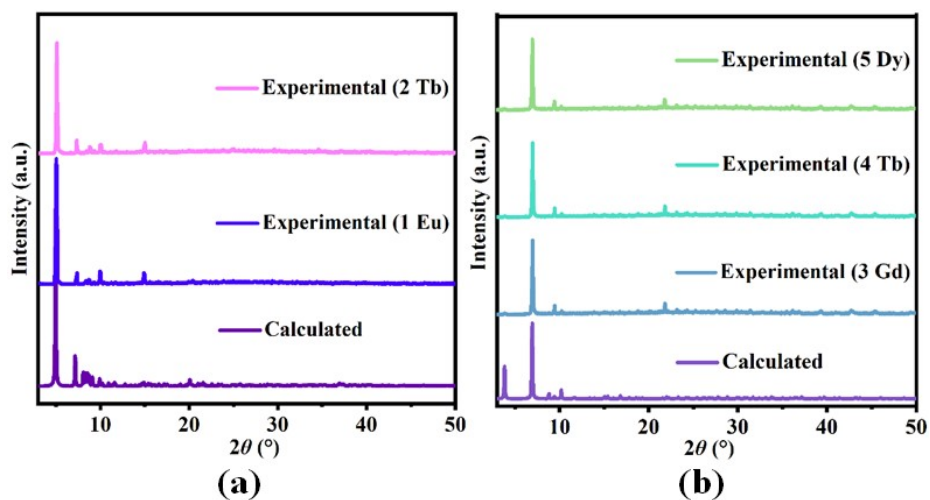 Experimental (2 Tb)
Experimental (1 Eu)
Calculated
Intensity (a.u.)
10 20 30 40 50
2θ (°)
(a)
Experimental (5 Dy)
Experimental (4 Tb)
Experimental (3 Gd)
Calculated
Intensity (a.u.)
10 20 30 40 50
2θ (°)
(b)